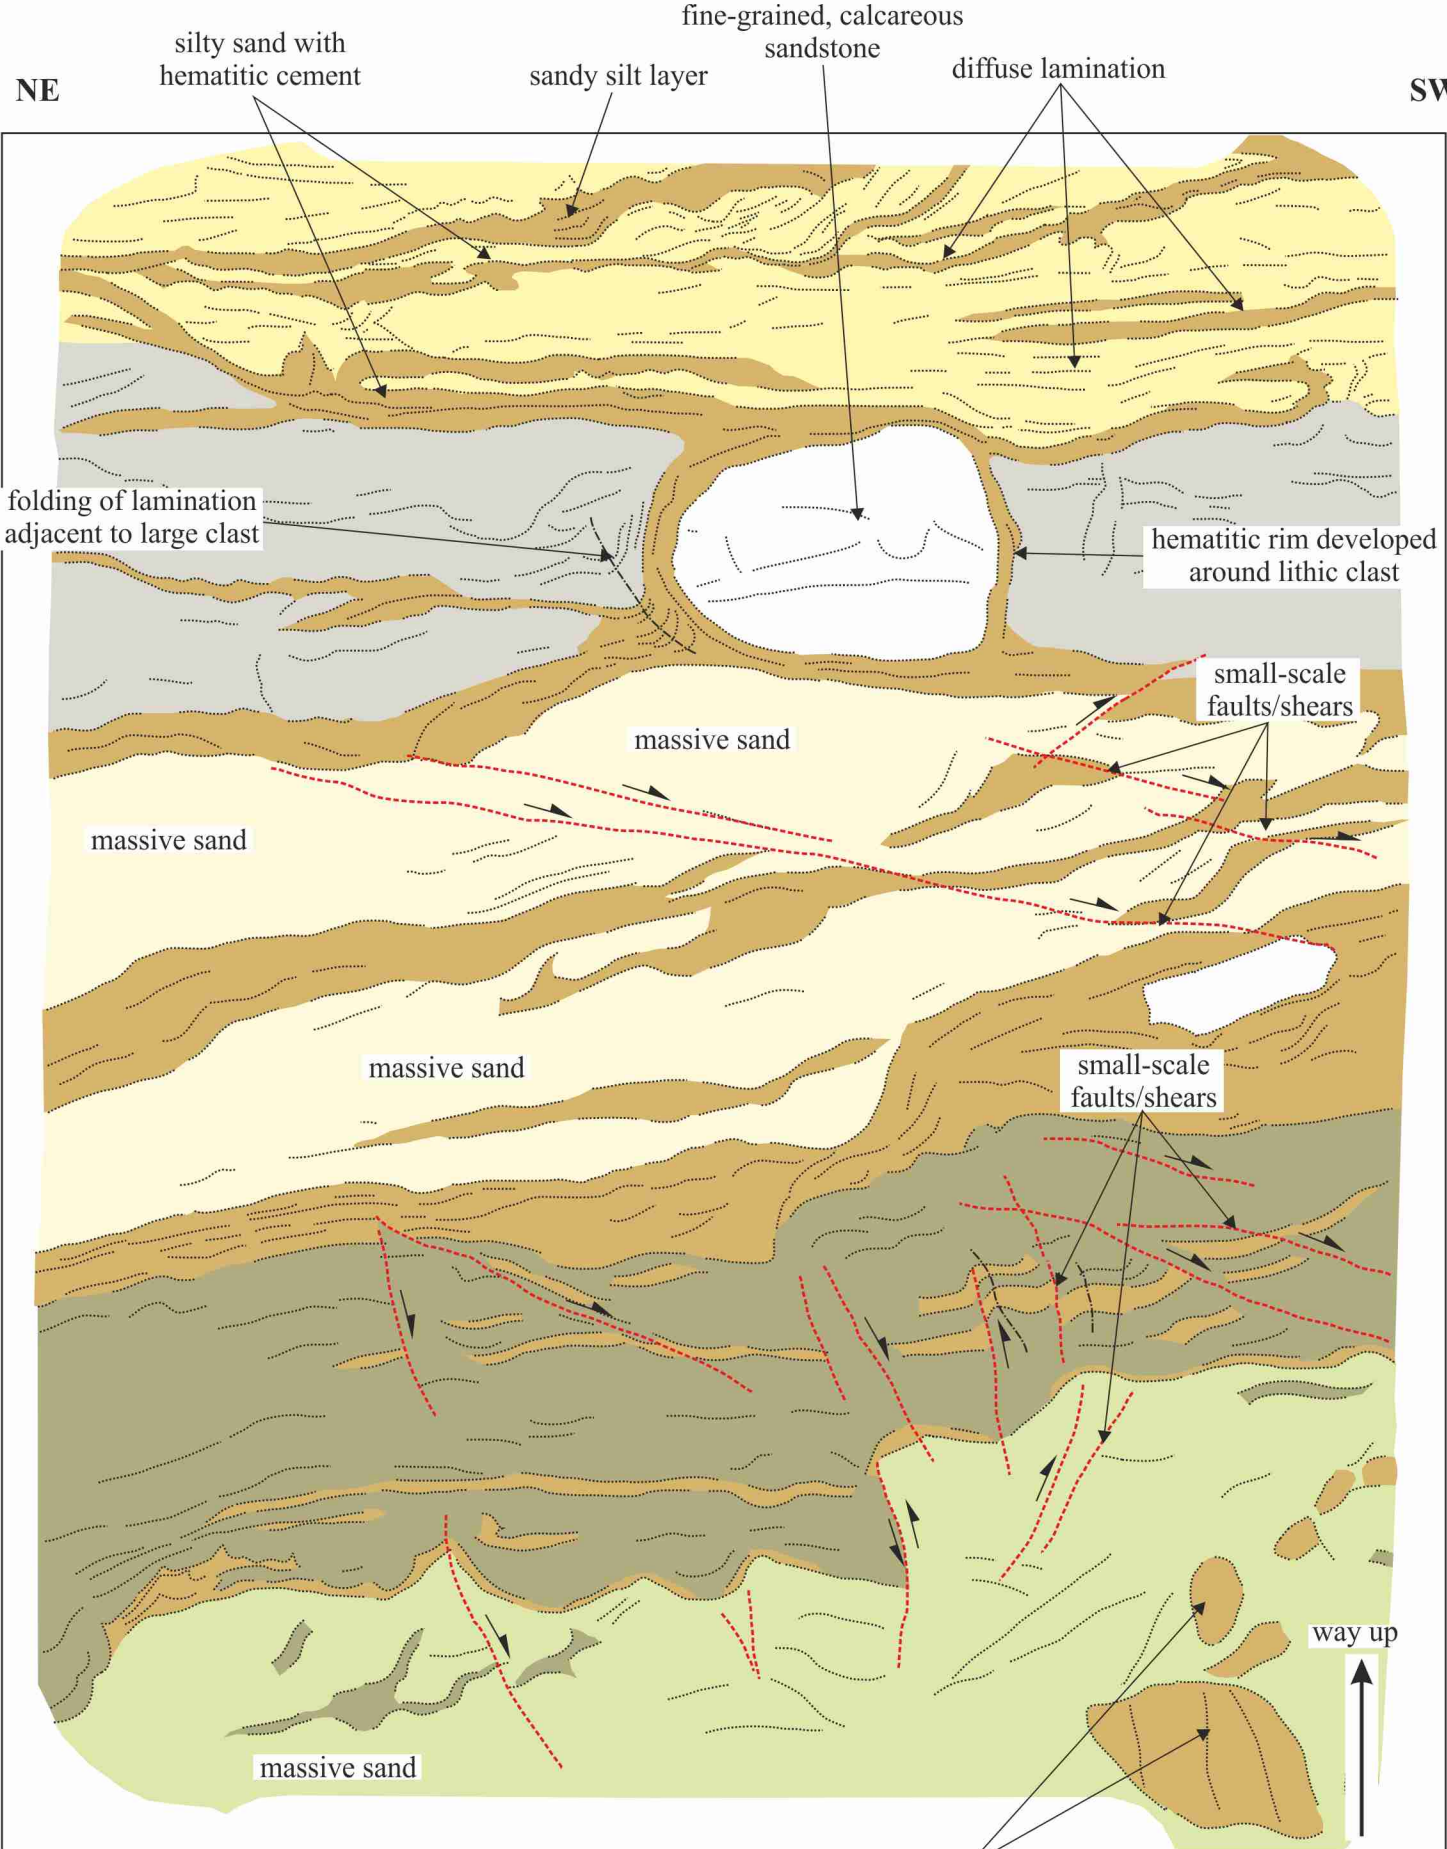 fine-grained, calcareous
sandstone
silty sand with
hematitic cement
sandy silt layer
diffuse lamination
NE
SW
folding of lamination
adjacent to large clast
hematitic rim developed
around lithic clast
small-scale
faults/shears
massive sand
massive sand
massive sand
small-scale
faults/shears
way up
massive sand